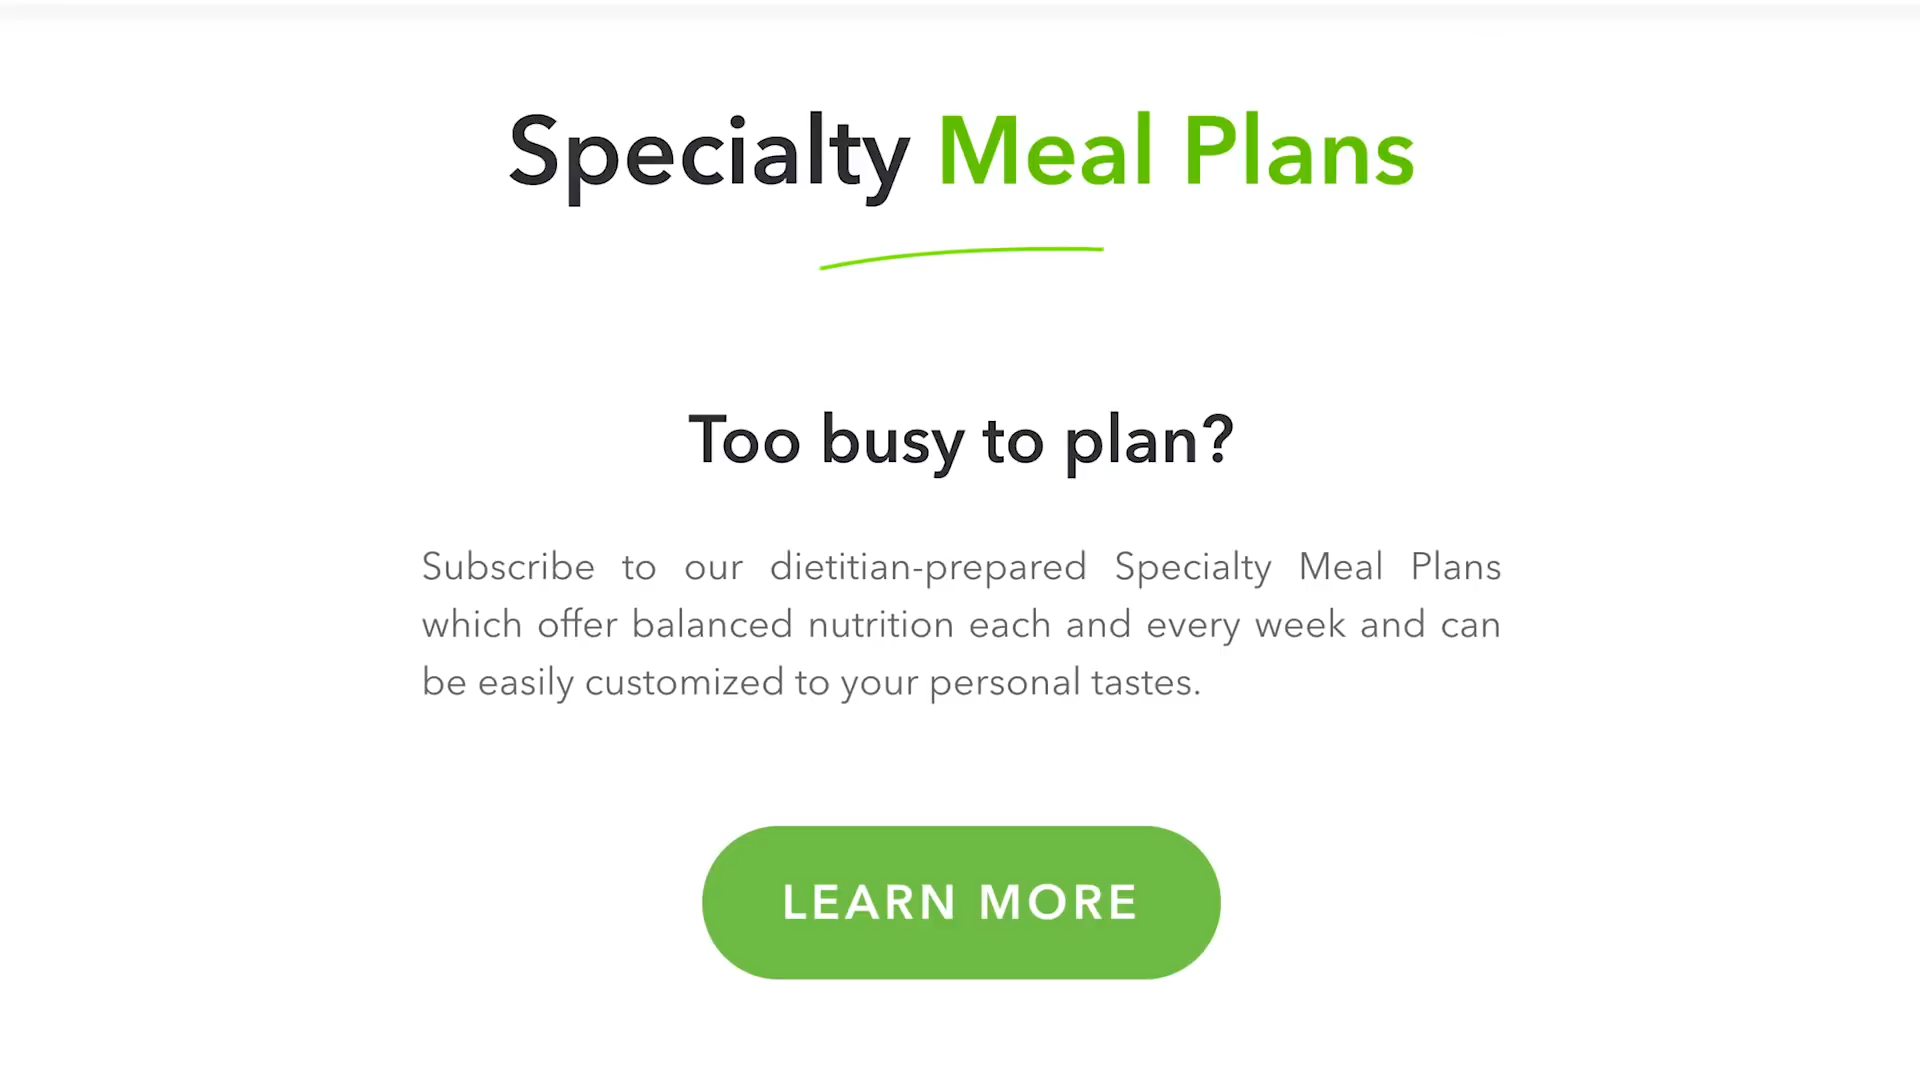 Specialty Meal Plans
Too busy to plan?
Subscribe to our dietitian-prepared Specialty Meal Plans
which offer balanced nutrition each and every week and can
be easily customized to your personal tastes.
LEARN MORE